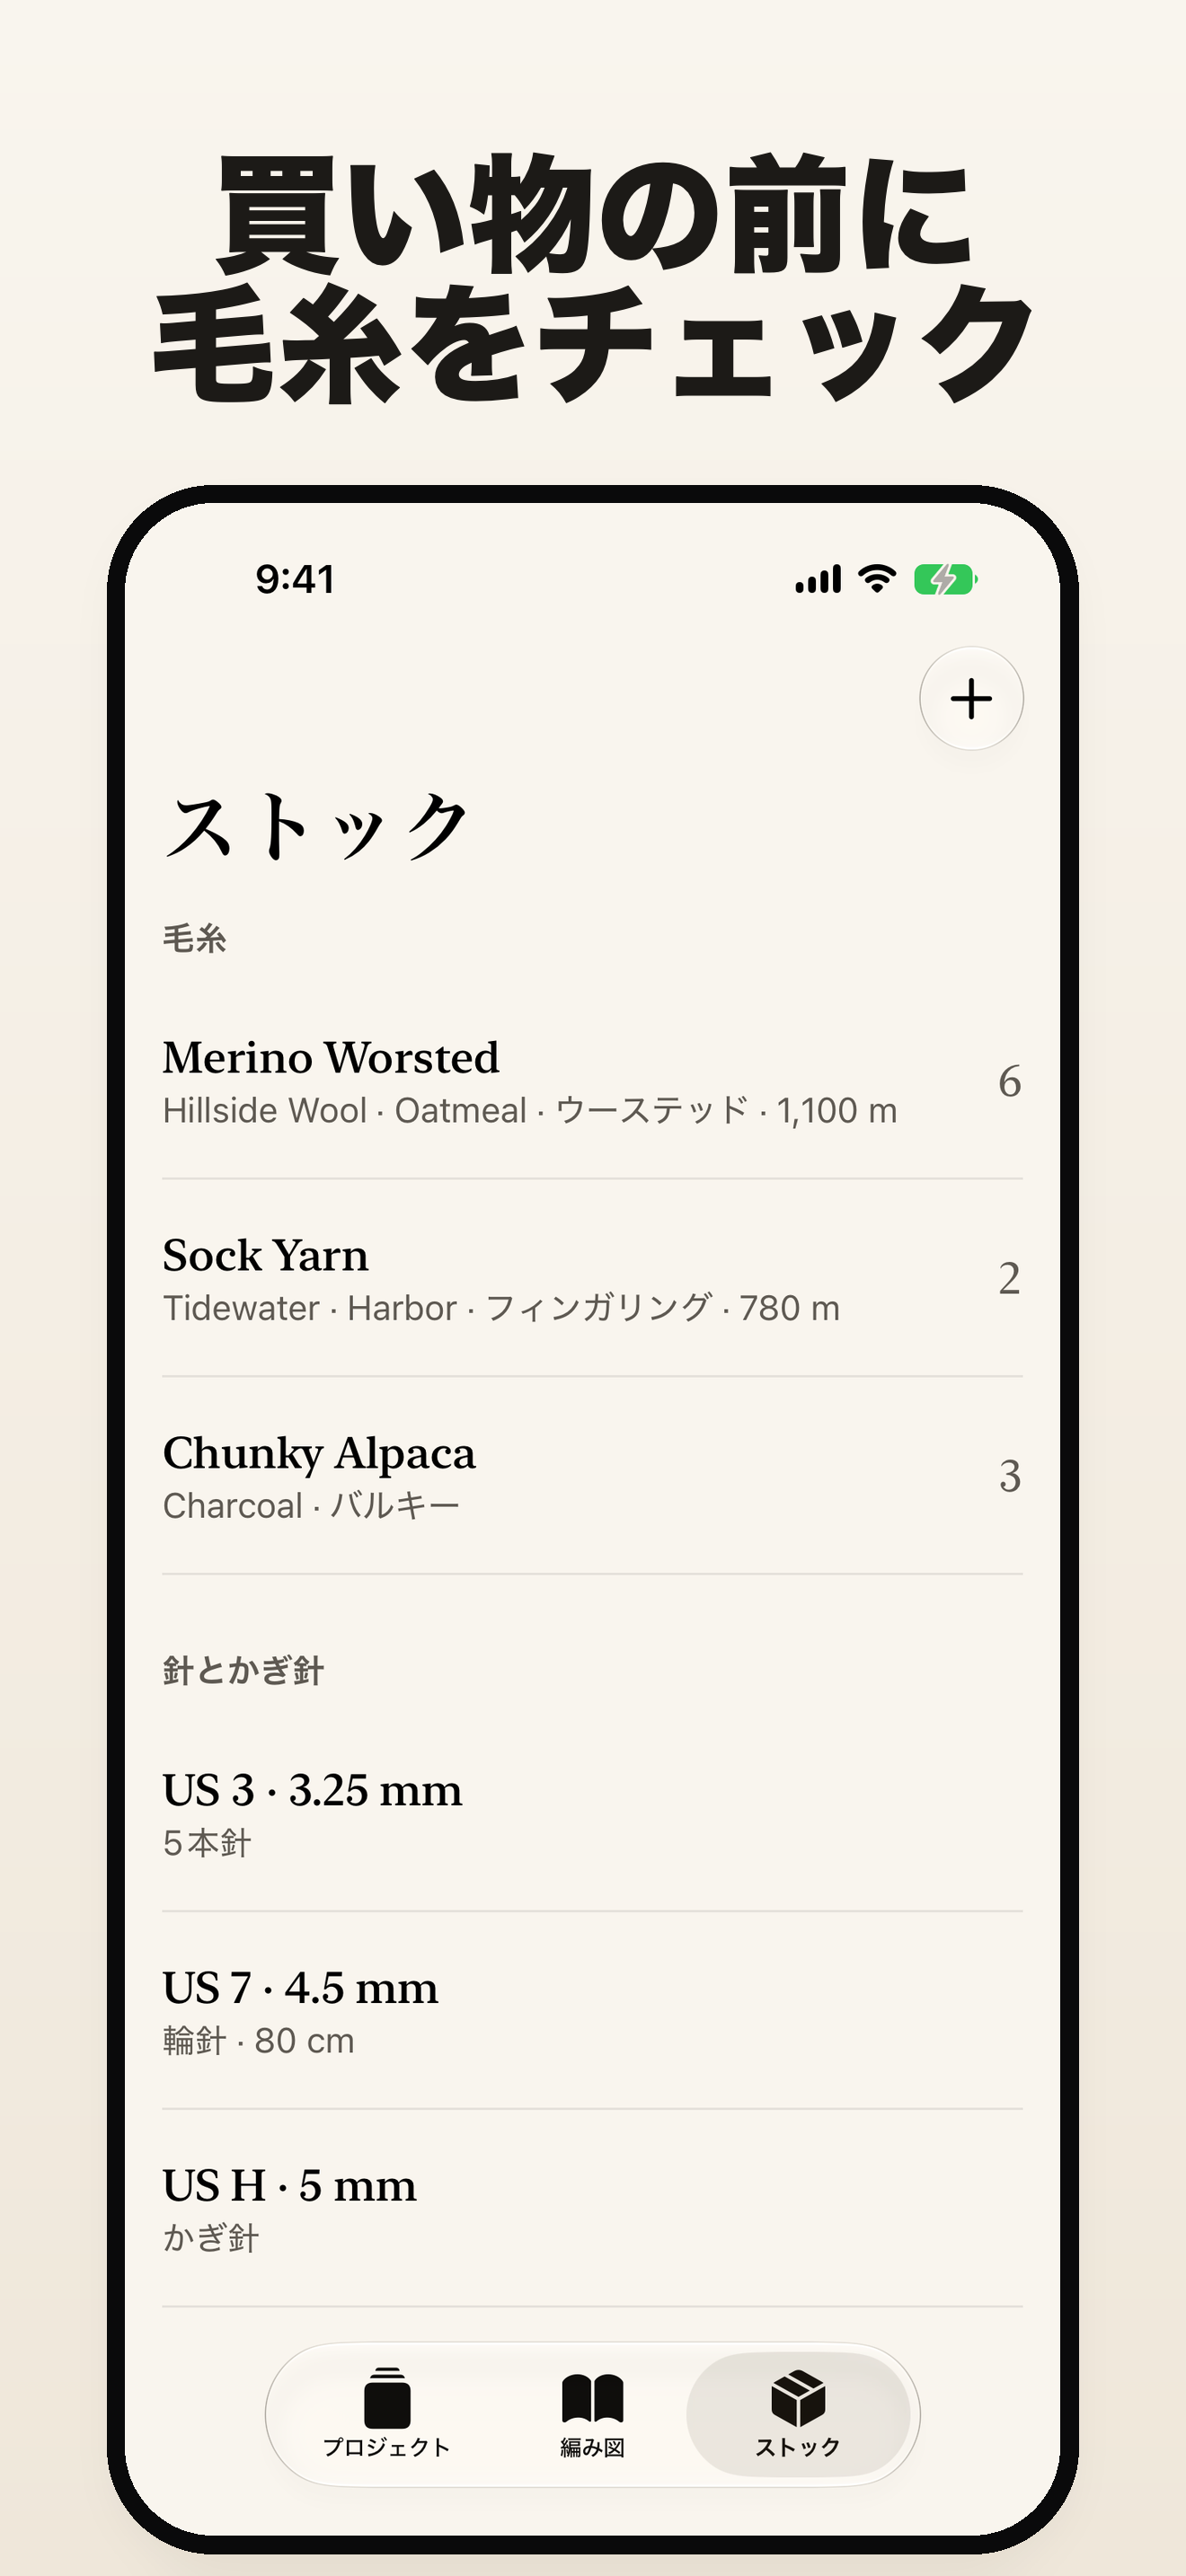 買い物の前に
毛糸をチェック
9:41
ストック
毛糸
Merino Worsted
6
Hillside Wool · Oatmeal · ウーステッド · 1,100 m
Sock Yarn
2
Tidewater · Harbor · フィンガリング · 780 m
Chunky Alpaca
3
Charcoal · バルキー
針とかぎ針
US 3 · 3.25 mm
5本針
US 7 · 4.5 mm
輪針 · 80 cm
US H · 5 mm
かぎ針
プロジェクト 編み図 ストック